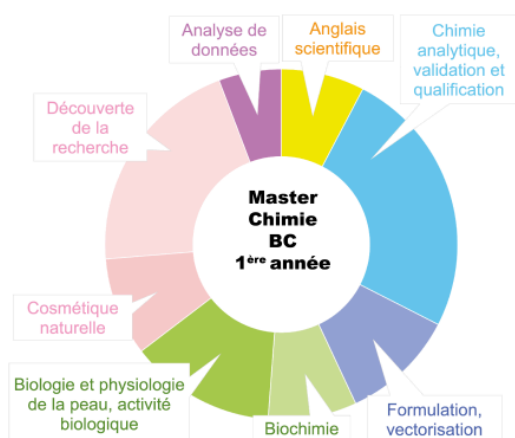 Analyse de
données
Anglais
scientifique
Chimie
analytique,
validation et
qualification
Découverte
de la
recherche
Master
Chimie
BC
1ère année
Cosmétique
naturelle
Biologie et physiologie
de la peau, activité
biologique
Biochimie
Formulation,
vectorisation